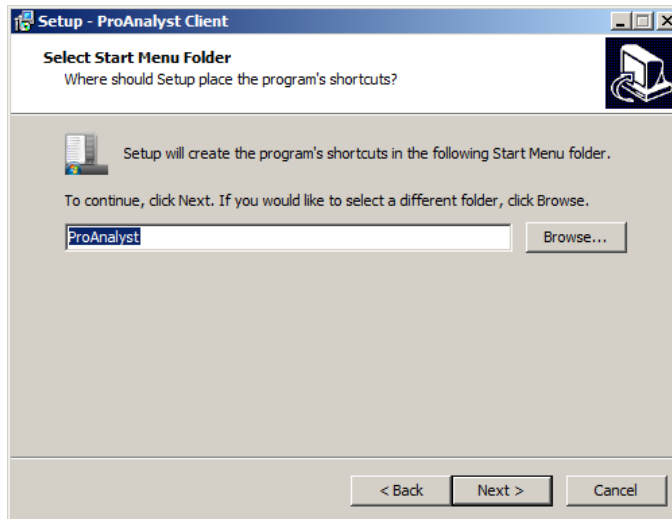 Setup - ProAnalyst Client
Select Start Menu Folder
Where should Setup place the program's shortcuts?
Setup will create the program's shortcuts in the following Start Menu folder.
To continue, click Next. If you would like to select a different folder, click Browse.
ProAnalyst
Browse...
< Back
Next >
Cancel